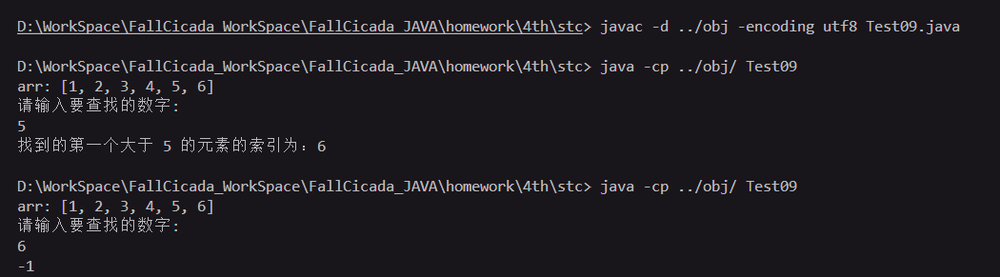 D:\WorkSpace\FallCicada_WorkSpace\FallCicada_JAVA\homework\4th\stc> javac -d ../obj -encoding utf8 Test09.java
D:\WorkSpace\FallCicada_WorkSpace\FallCicada_JAVA\homework\4th\stc> java -cp ../obj/ Test09
arr: [1, 2, 3, 4, 5, 6]
请输入要查找的数字:
5
找到的第一个大于 5 的元素的索引为：6
D:\WorkSpace\FallCicada_WorkSpace\FallCicada_JAVA\homework\4th\stc> java -cp ../obj/ Test09
arr: [1, 2, 3, 4, 5, 6]
请输入要查找的数字:
6
-1